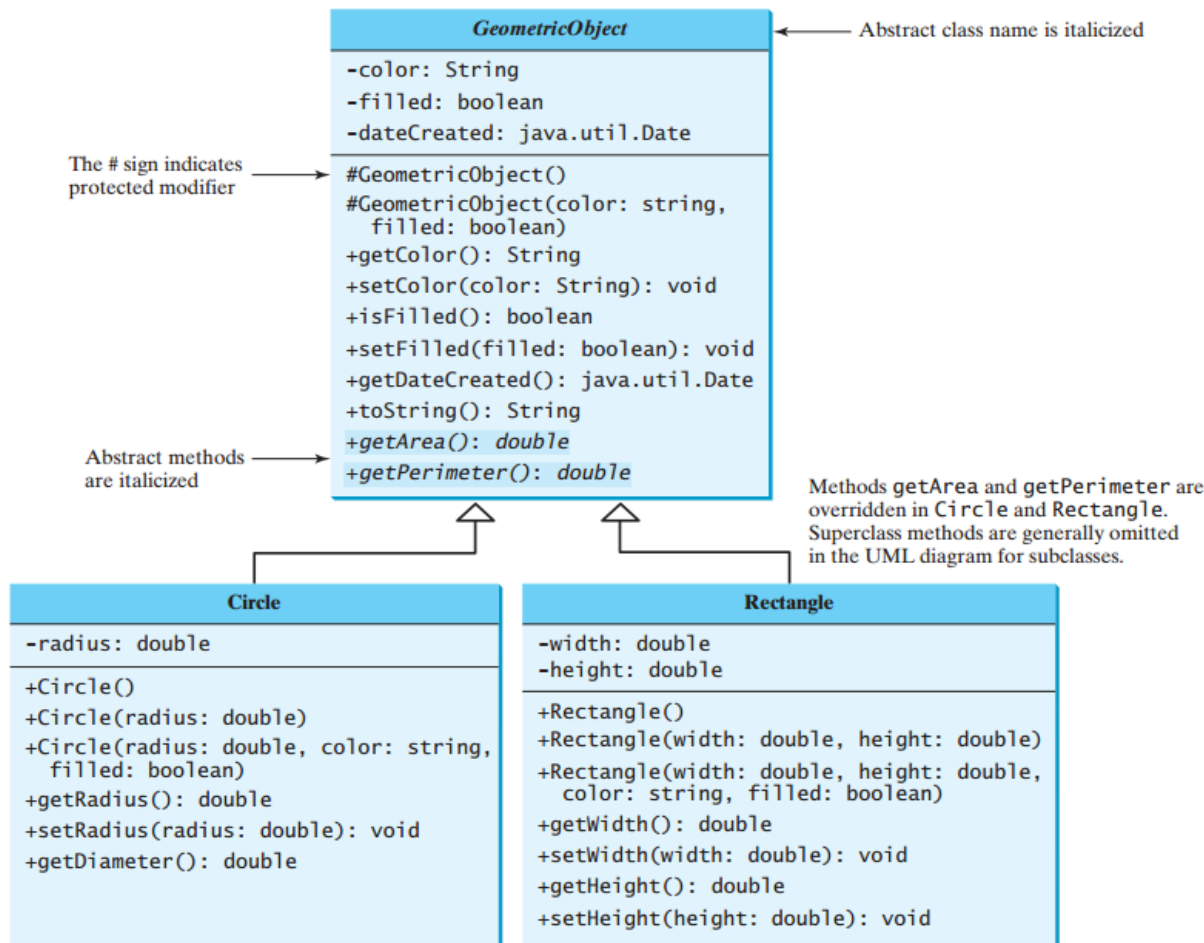 GeometricObject
Abstract class name is italicized
-color: String
-filled: boolean
-dateCreated: java.util.Date
The # sign indicates
protected modifier
#GeometricObject()
#GeometricObject(color: string,
filled: boolean)
+getColor(): String
+setColor(color: String): void
+isFilled(): boolean
+setFilled(filled: boolean): void
+getDateCreated(): java.util.Date
+toString(): String
+getArea(): double
+getPerimeter(): double
Abstract methods
are italicized
Methods getArea and getPerimeter are
overridden in Circle and Rectangle.
Superclass methods are generally omitted
in the UML diagram for subclasses.
Circle
-radius: double
+Circle()
+Circle(radius: double)
+Circle(radius: double, color: string,
filled: boolean)
+getRadius(): double
+setRadius(radius: double): void
+getDiameter(): double
Rectangle
-width: double
-height: double
+Rectangle()
+Rectangle(width: double, height: double)
+Rectangle(width: double, height: double,
color: string, filled: boolean)
+getWidth(): double
+setWidth(width: double): void
+getHeight(): double
+setHeight(height: double): void